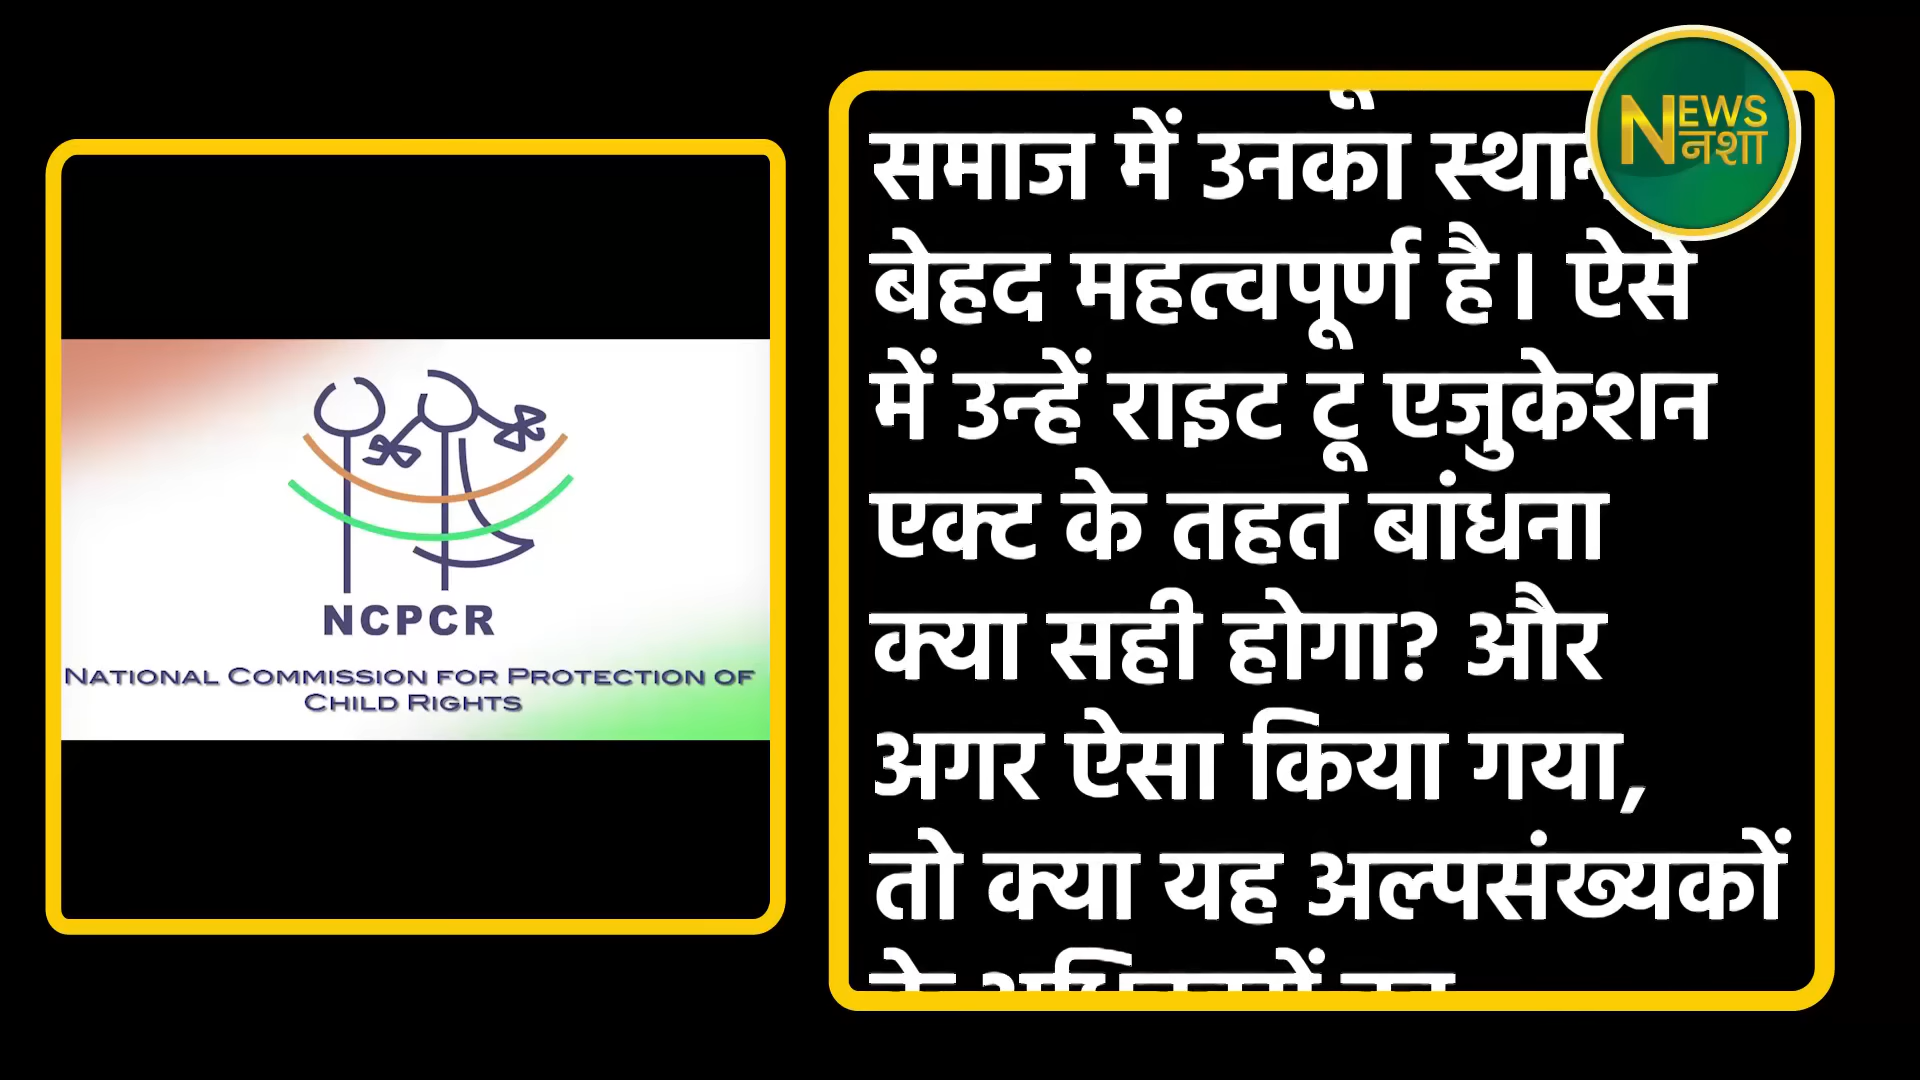 NEWS
नशा
समाज में उनका
बेहद महत्वपूर्ण है। ऐसे
में उन्हें राइट टू एजुकेशन
एक्ट के तहत बांधना
क्या सही होगा? और
अगर ऐसा किया गया,
तो क्या यह अल्पसंख्यकों
NCPCR
NATIONAL COMMISSION FOR PROTECTION OF
CHILD RIGHTS